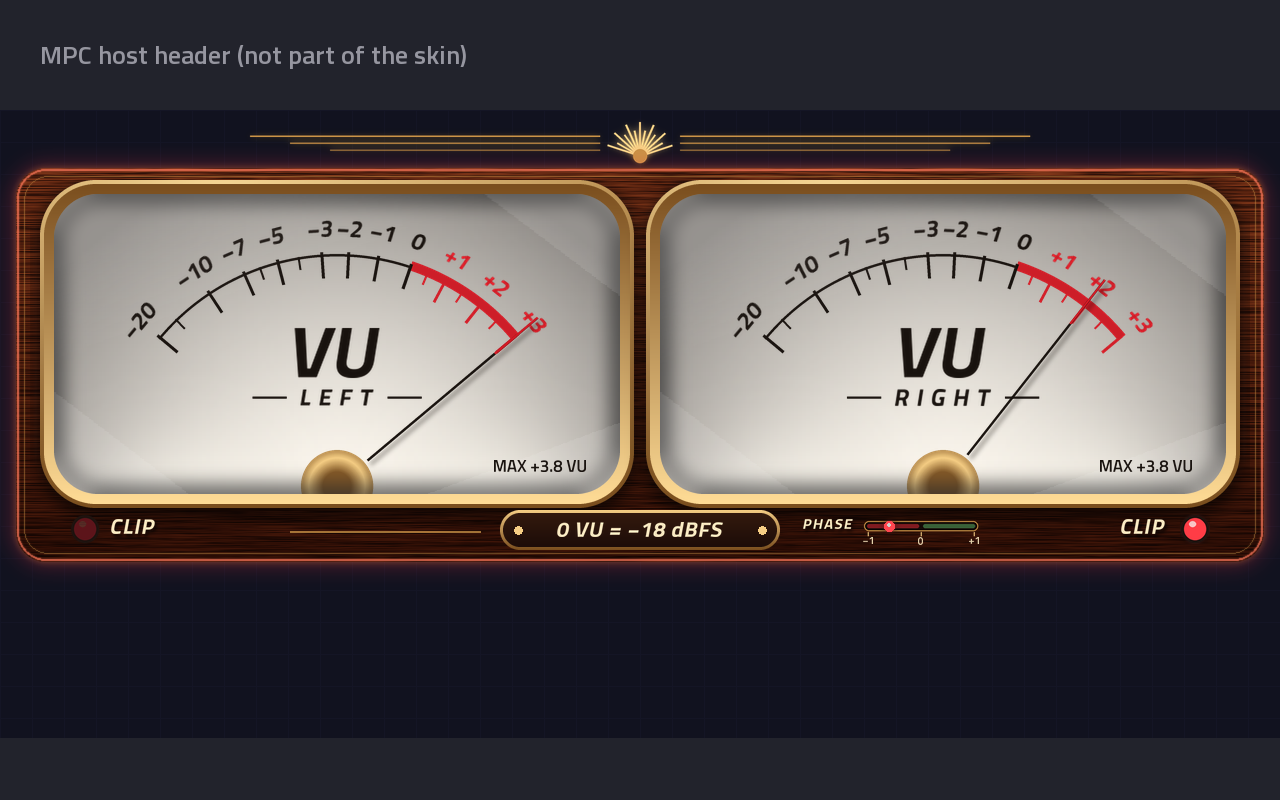 MPC host header (not part of the skin)
−20 −10 −7 −5 −3 −2 −1 0 +1 +2 +3
VU
LEFT
MAX +3.8 VU
−20 −10 −7 −5 −3 −2 −1 0 +1 +2 +3
VU
RIGHT
MAX +3.8 VU
CLIP
0 VU = −18 dBFS
PHASE
−1 0 +1
CLIP